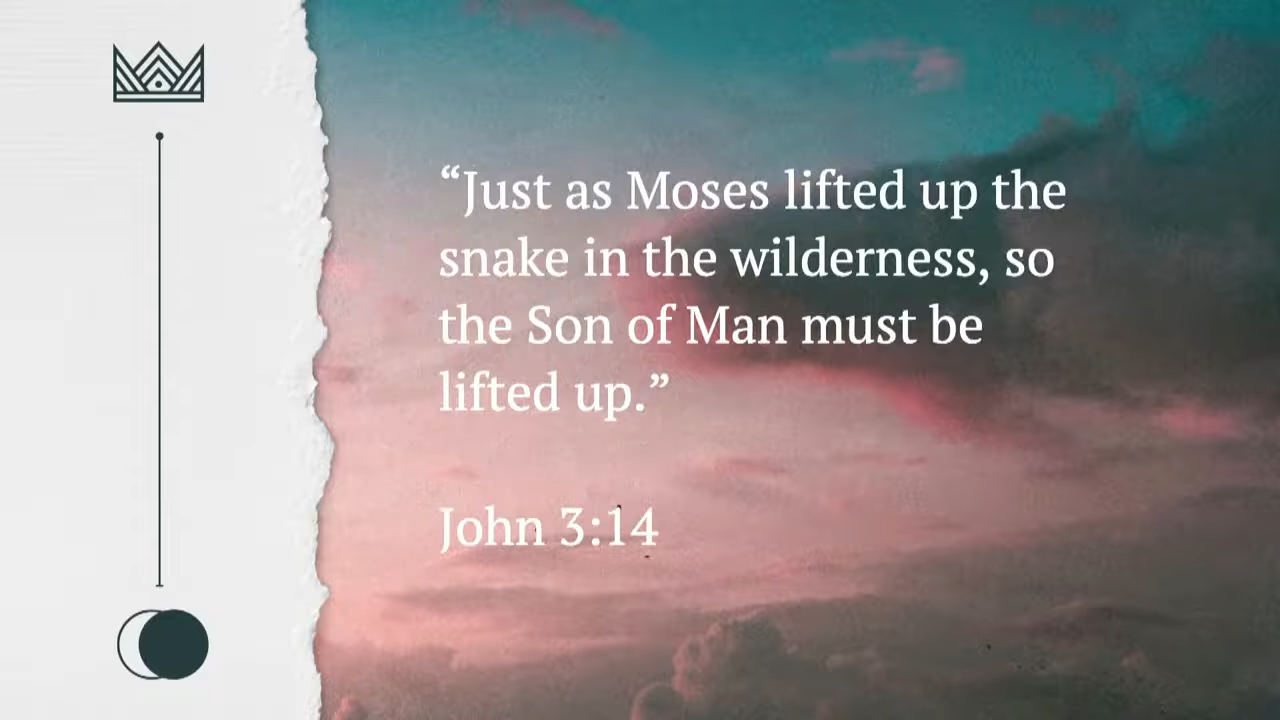 “Just as Moses lifted up the
snake in the wilderness, so
the Son of Man must be
lifted up.”
John 3:14